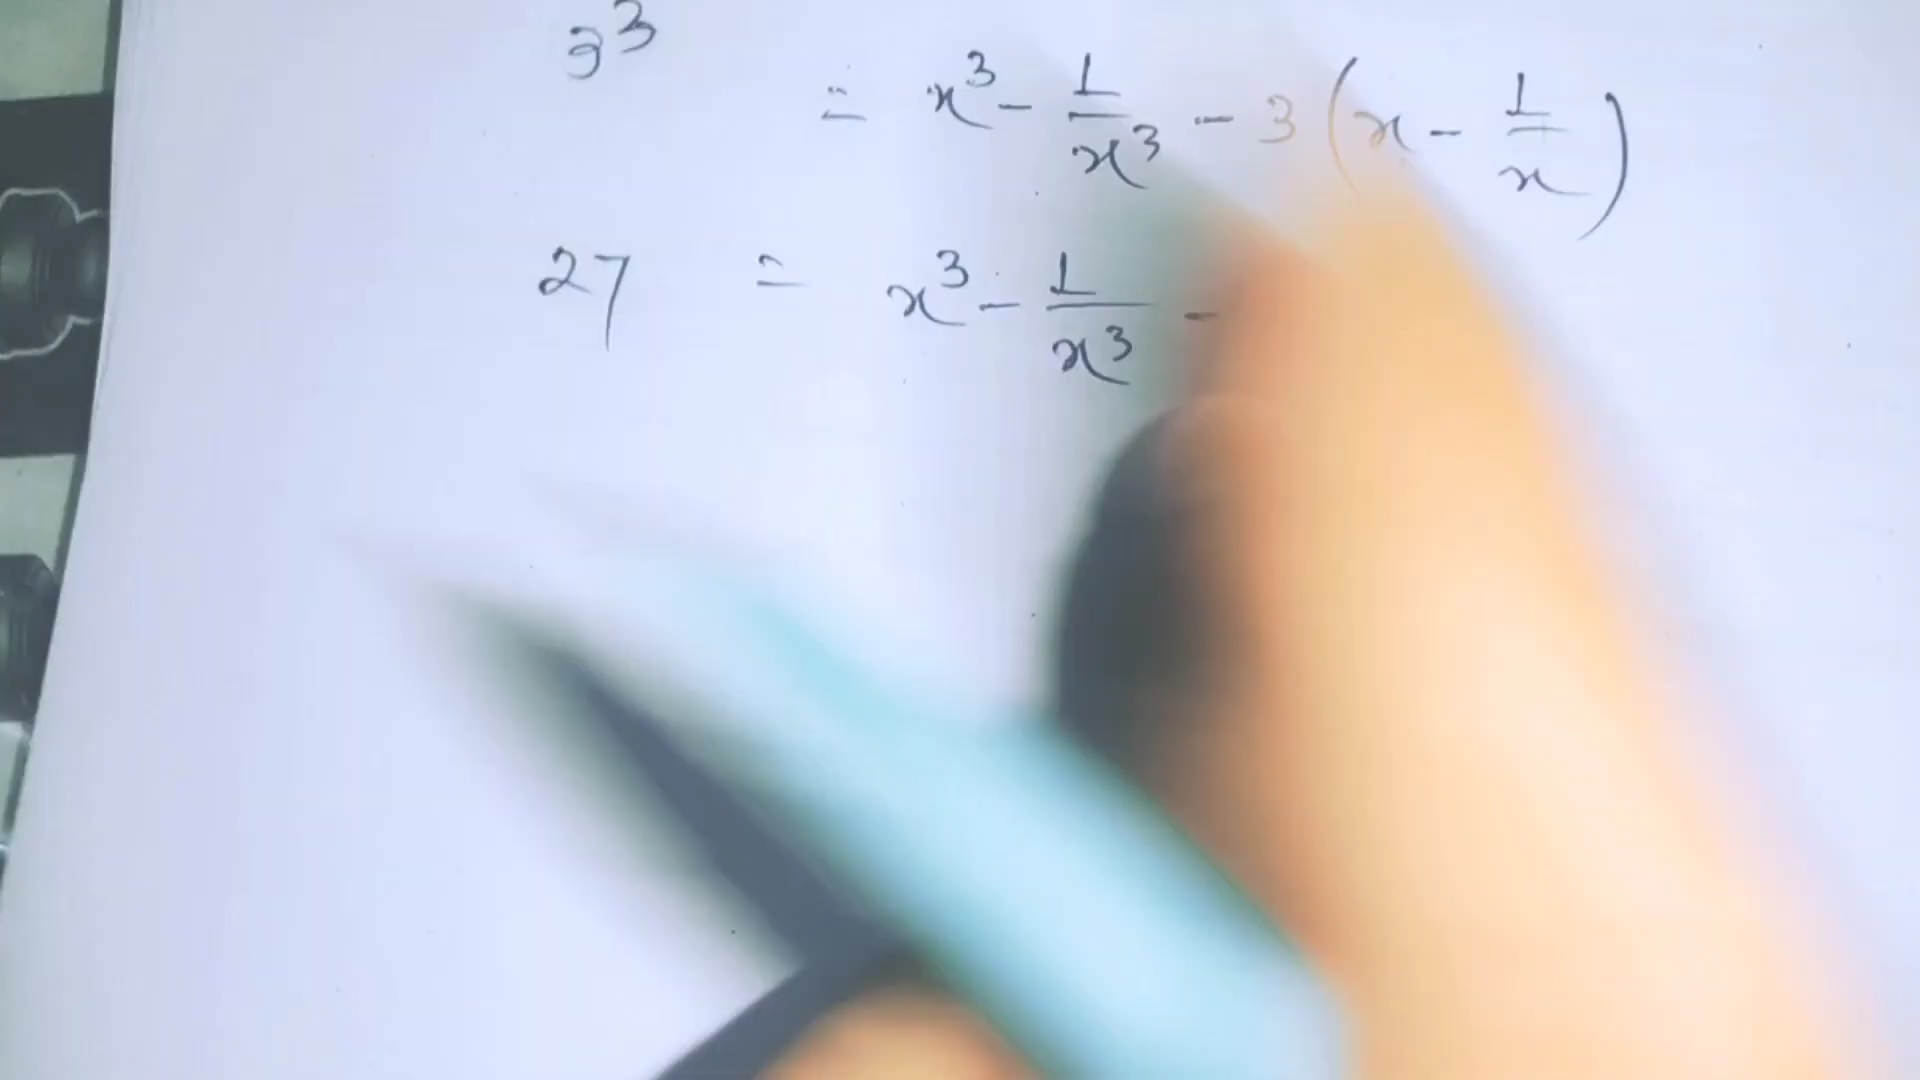 3³ = x³ - 1/x³ - 3(x - 1/x)
27 = x³ - 1/x³ -